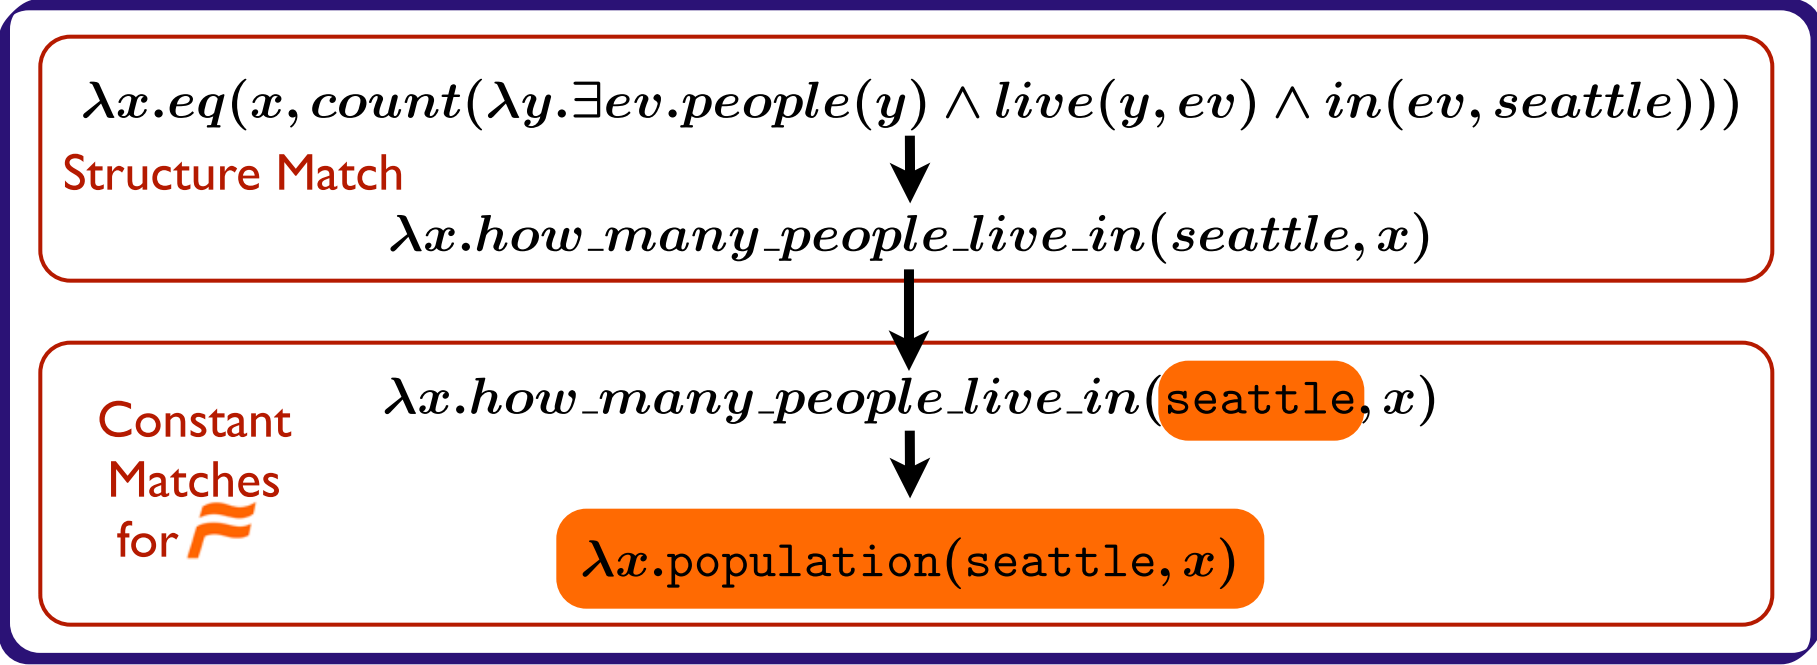 λx.eq(x, count(λy.∃ev.people(y) ∧ live(y, ev) ∧ in(ev, seattle)))
Structure Match
λx.how_many_people_live_in(seattle, x)
λx.how_many_people_live_in(seattle, x)
Constant
Matches
for
λx.population(seattle, x)